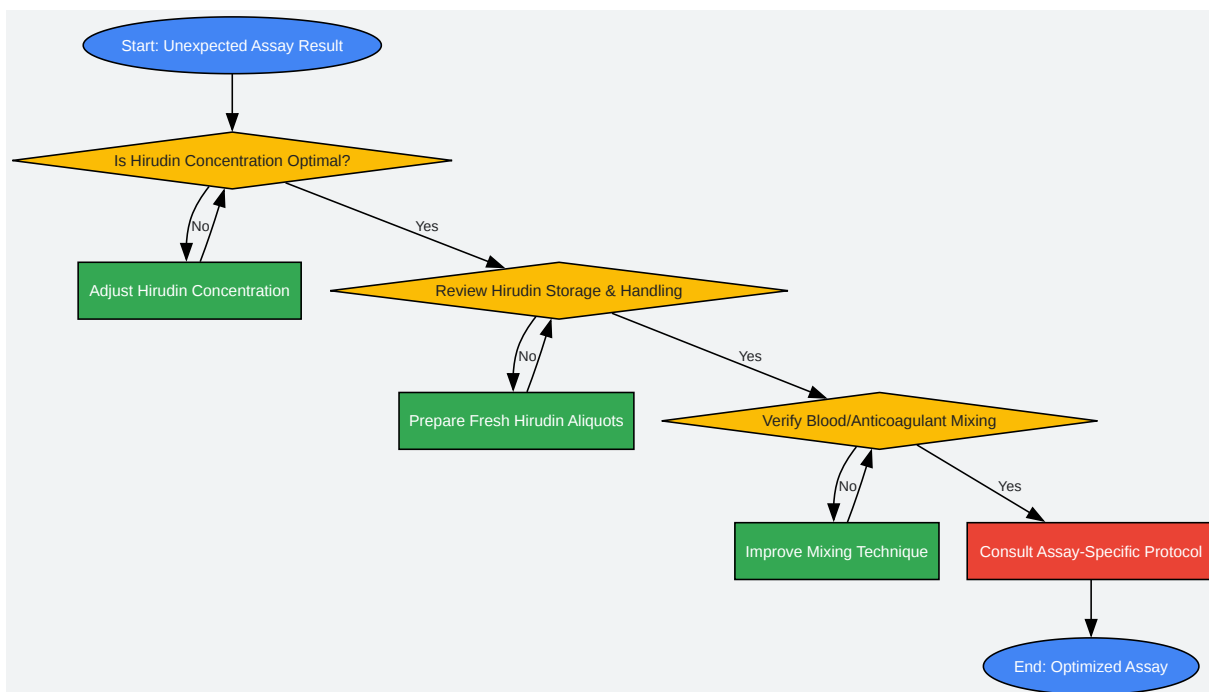 Start: Unexpected Assay Result
Is Hirudin Concentration Optimal?
No
Yes
Adjust Hirudin Concentration
Review Hirudin Storage & Handling
No
Yes
Prepare Fresh Hirudin Aliquots
Verify Blood/Anticoagulant Mixing
No
Yes
Improve Mixing Technique
Consult Assay-Specific Protocol
End: Optimized Assay